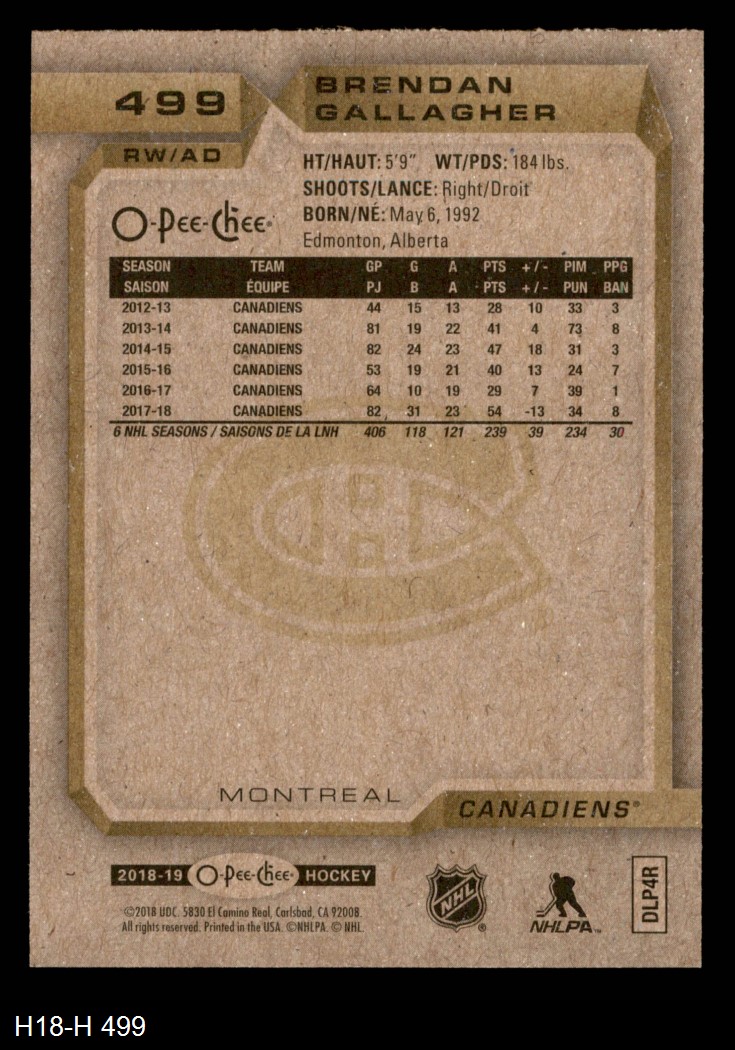 499
BRENDAN
GALLAGHER
RW/AD
HT/HAUT: 5'9" WT/PDS: 184 lbs.
SHOOTS/LANCE: Right/Droit
BORN/NÉ: May 6, 1992
Edmonton, Alberta
O-Pee-Chee®
SEASON TEAM GP G A PTS +/- PIM PPG
SAISON ÉQUIPE PJ B A PTS +/- PUN BAN
2012-13 CANADIENS 44 15 13 28 10 33 3
2013-14 CANADIENS 81 19 22 41 4 73 8
2014-15 CANADIENS 82 24 23 47 18 31 3
2015-16 CANADIENS 53 19 21 40 13 24 7
2016-17 CANADIENS 64 10 19 29 7 39 1
2017-18 CANADIENS 82 31 23 54 -13 34 8
6 NHL SEASONS / SAISONS DE LA LNH 406 118 121 239 39 234 30
MONTREAL
CANADIENS®
2018-19 O-Pee-Chee® HOCKEY
©2018 UDC. 5830 El Camino Real, Carlsbad, CA 92008.
All rights reserved. Printed in the USA. ©NHLPA. © NHL.
NHL®
NHLPA™
DLP4R
H18-H 499